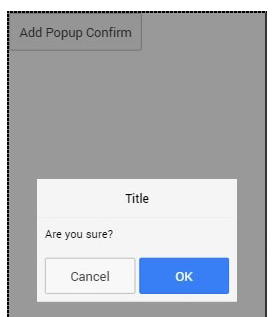 Add Popup Confirm
Title
Are you sure?
Cancel
OK